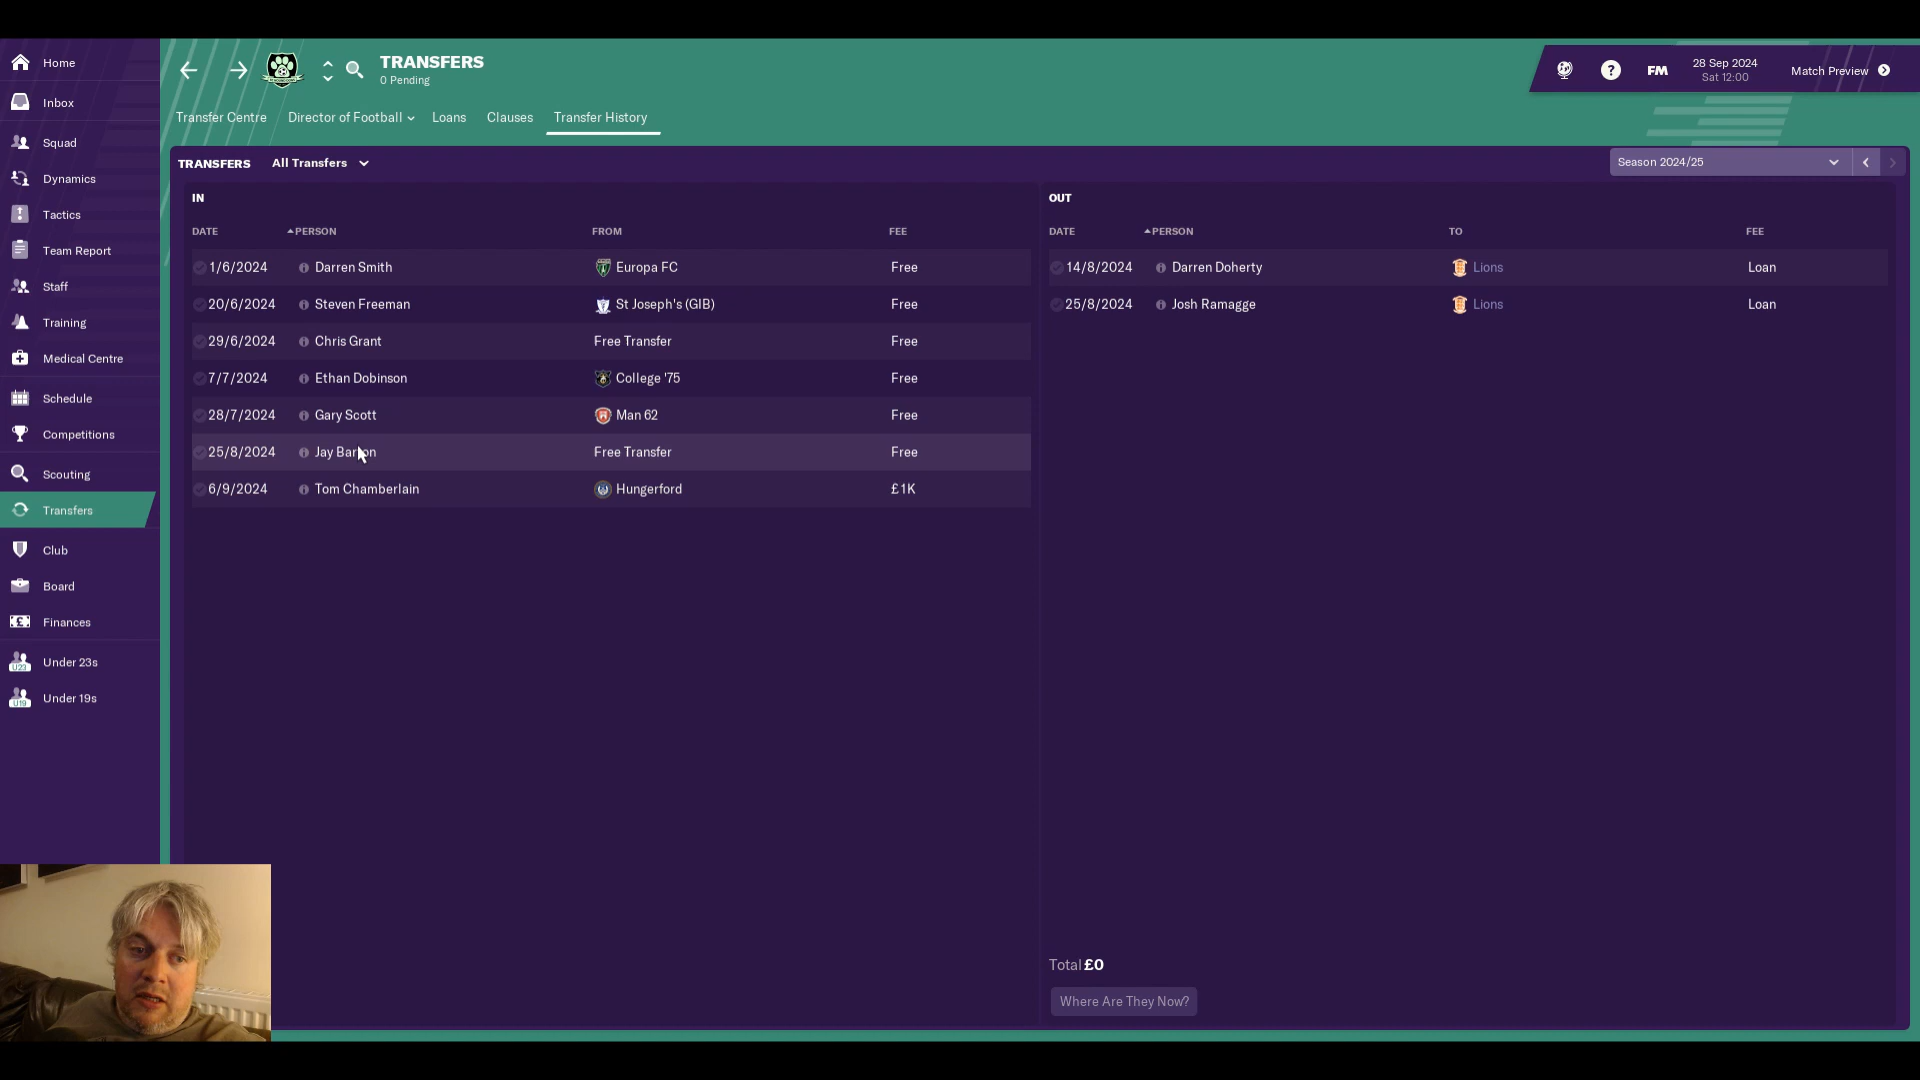 Home
Inbox
Squad
Dynamics
Tactics
Team Report
Staff
Training
Medical Centre
Schedule
Competitions
Scouting
Transfers
Club
Board
Finances
U23
Under 23s
U19
Under 19s
TRANSFERS
0 Pending
? FM
28 Sep 2024
Sat 12:00
Match Preview
Transfer Centre Director of Football Loans Clauses Transfer History
TRANSFERS All Transfers
Season 2024/25
IN
DATE PERSON FROM FEE
1/6/2024 Darren Smith Europa FC Free
20/6/2024 Steven Freeman St Joseph's (GIB) Free
29/6/2024 Chris Grant Free Transfer Free
7/7/2024 Ethan Dobinson College '75 Free
28/7/2024 Gary Scott Man 62 Free
25/8/2024 Jay Free Transfer Free
6/9/2024 Tom Chamberlain Hungerford £1K
OUT
DATE PERSON TO FEE
14/8/2024 Darren Doherty Lions Loan
25/8/2024 Josh Ramagge Lions Loan
Total £0
Where Are They Now?